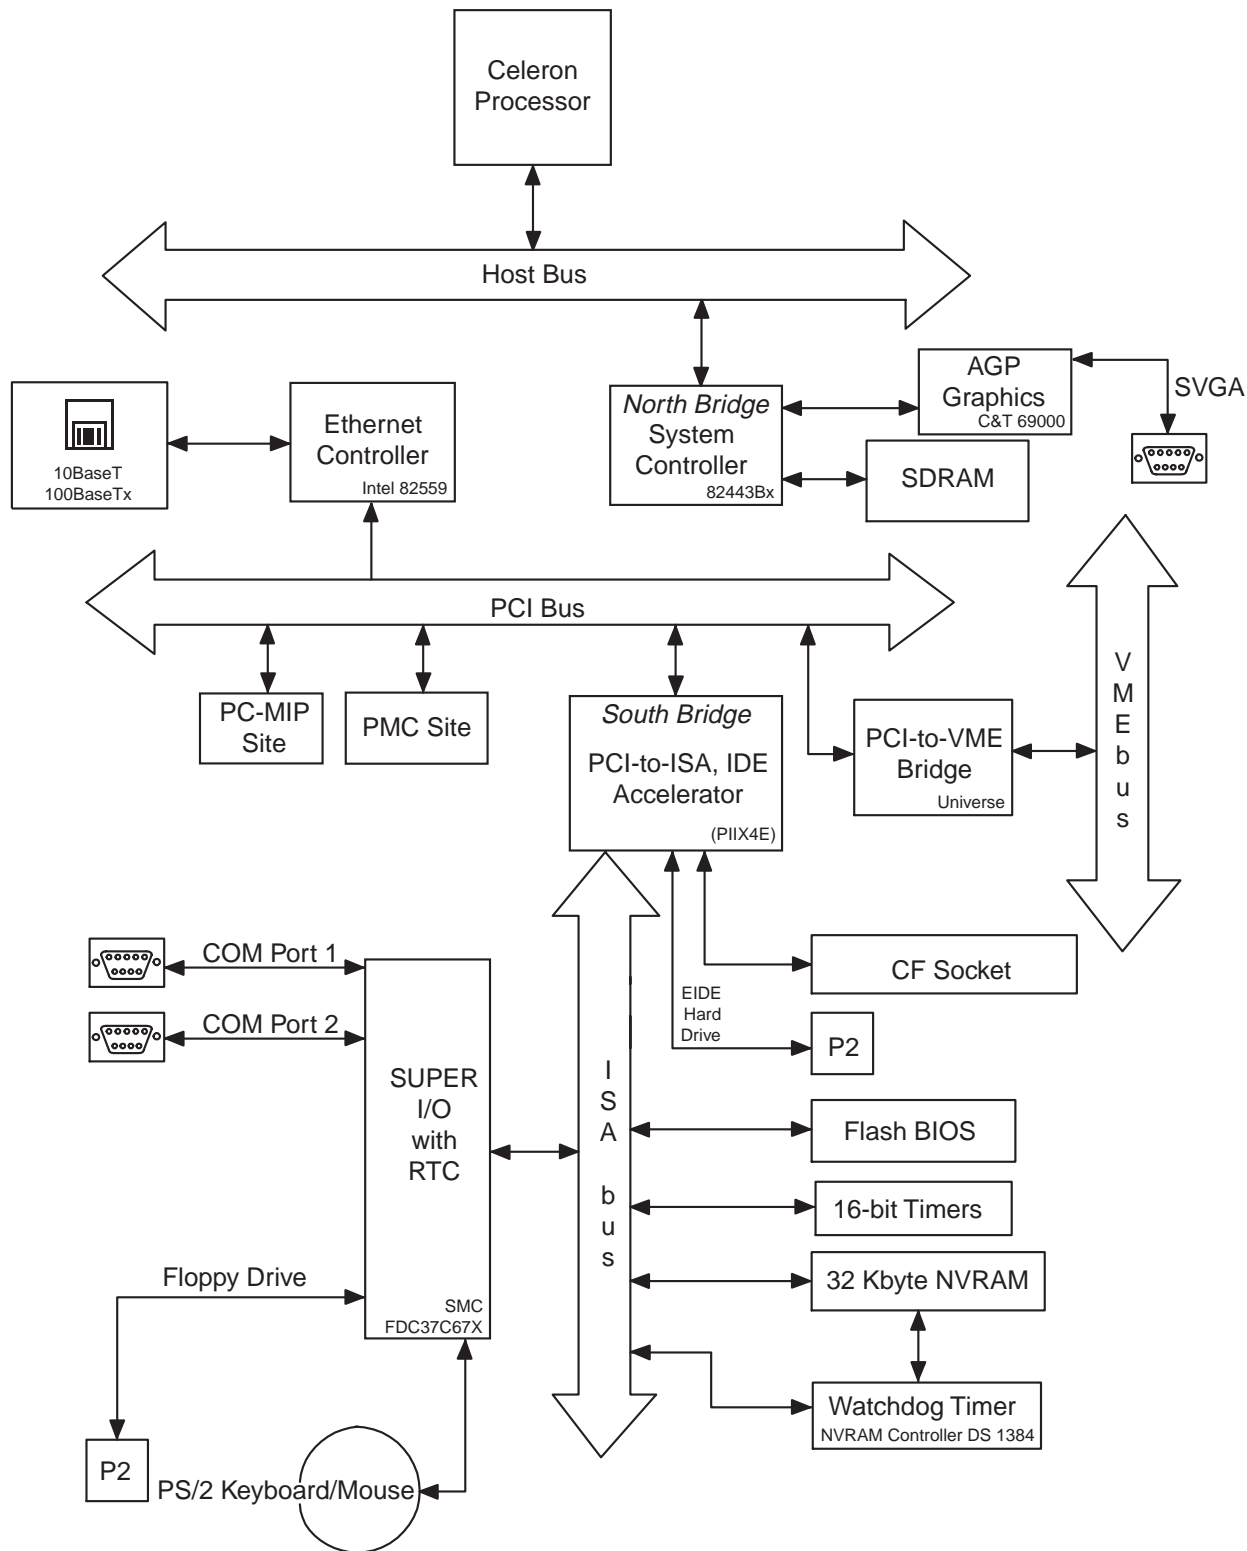 Celeron
Processor
Host Bus
10BaseT
100BaseTx
Ethernet
Controller
Intel 82559
North Bridge
System
Controller
82443Bx
AGP
Graphics
C&T 69000
SVGA
SDRAM
PCI Bus
PC-MIP
Site
PMC Site
South Bridge
PCI-to-ISA, IDE
Accelerator
(PIIX4E)
PCI-to-VME
Bridge
Universe
VMEbus
COM Port 1
COM Port 2
SUPER
I/O
with
RTC
SMC
FDC37C67X
ISA bus
EIDE
Hard
Drive
CF Socket
P2
Flash BIOS
16-bit Timers
32 Kbyte NVRAM
Watchdog Timer
NVRAM Controller DS 1384
Floppy Drive
P2
PS/2 Keyboard/Mouse